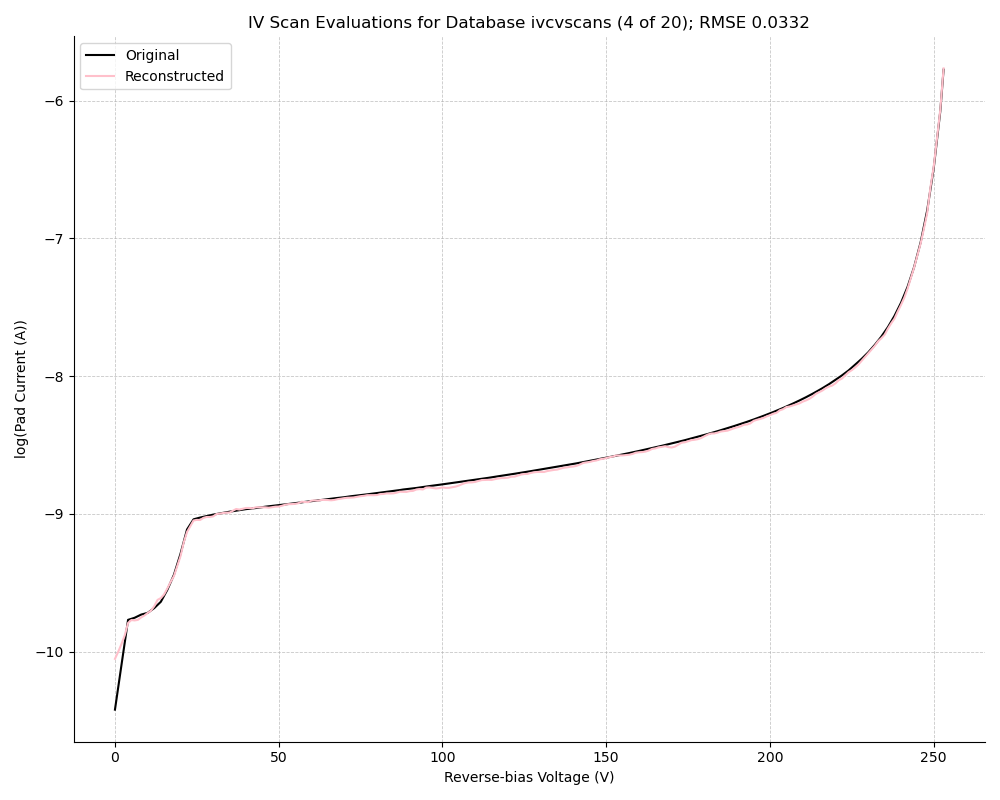 IV Scan Evaluations for Database ivcvscans (4 of 20); RMSE 0.0332
Original
Reconstructed
−6
−7
−8
−9
−10
log(Pad Current (A))
0 50 100 150 200 250
Reverse-bias Voltage (V)